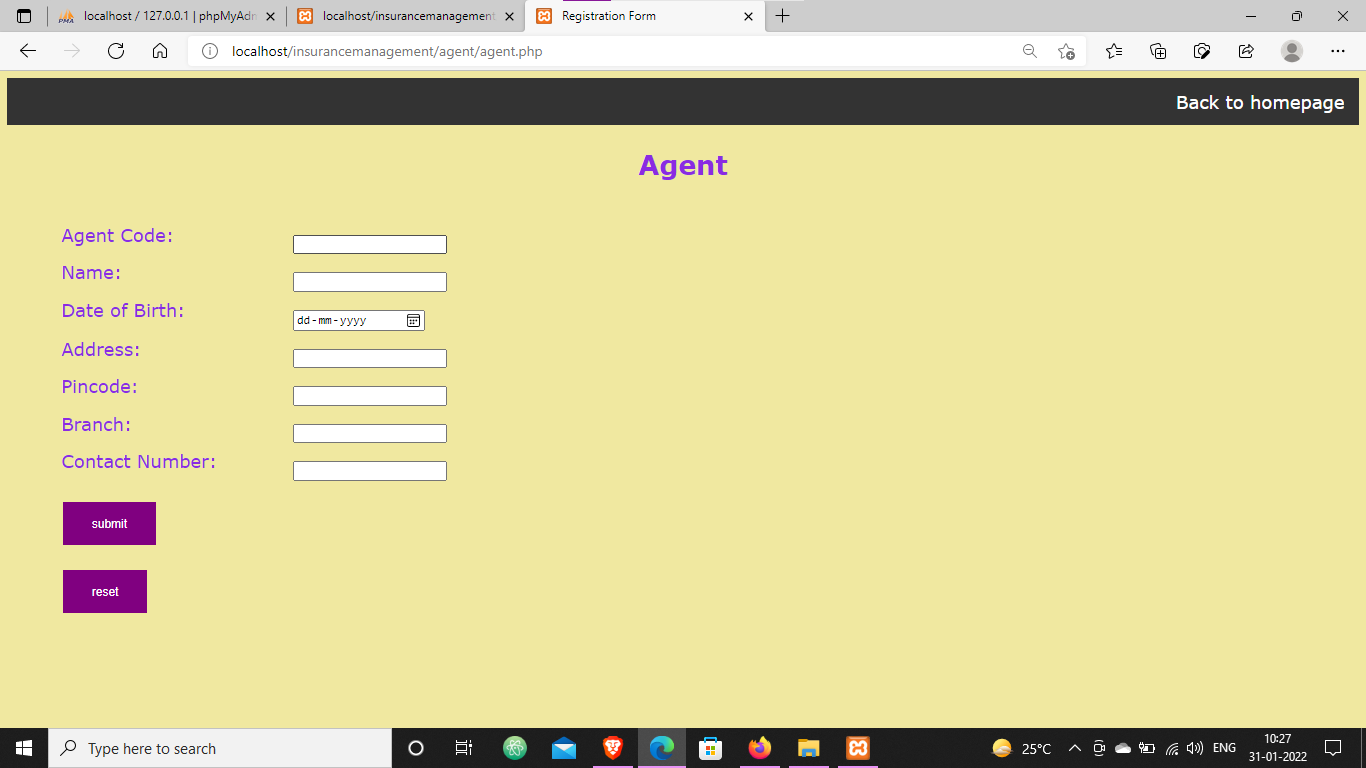 localhost / 127.0.0.1 | phpMyAdm
localhost/insurancemanagement
Registration Form
localhost/insurancemanagement/agent/agent.php
Back to homepage
Agent
Agent Code:
Name:
Date of Birth:
dd-mm-yyyy
Address:
Pincode:
Branch:
Contact Number:
submit
reset
Type here to search
25°C
ENG
10:27
31-01-2022